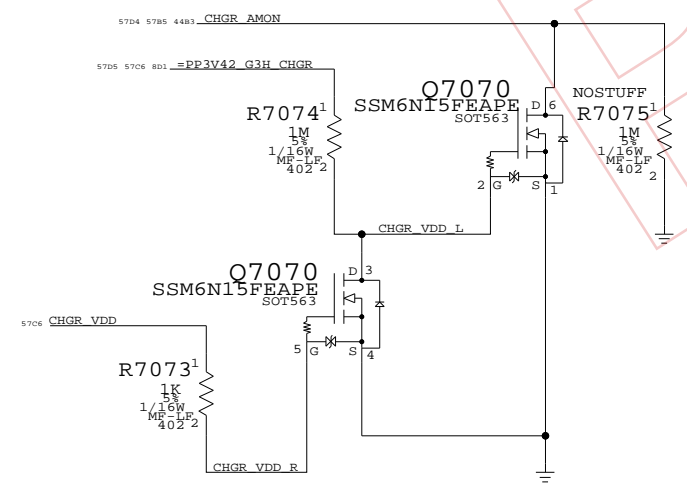 57D4 57B5 44B3 CHGR_AMON
57D5 57C6 8D1 =PP3V42_G3H_CHGR
Q7070
SSM6N15FEAPE
SOT563
D 6
2 G
S
1
NOSTUFF
R7075
1
1M
5%
1/16W
MF-LF
402
2
R7074
1
1M
5%
1/16W
MF-LF
402
2
CHGR_VDD_L
Q7070
SSM6N15FEAPE
SOT563
D 3
5 G
S
4
57C6 CHGR_VDD
R7073
1
1K
5%
1/16W
MF-LF
402
2
CHGR_VDD_R